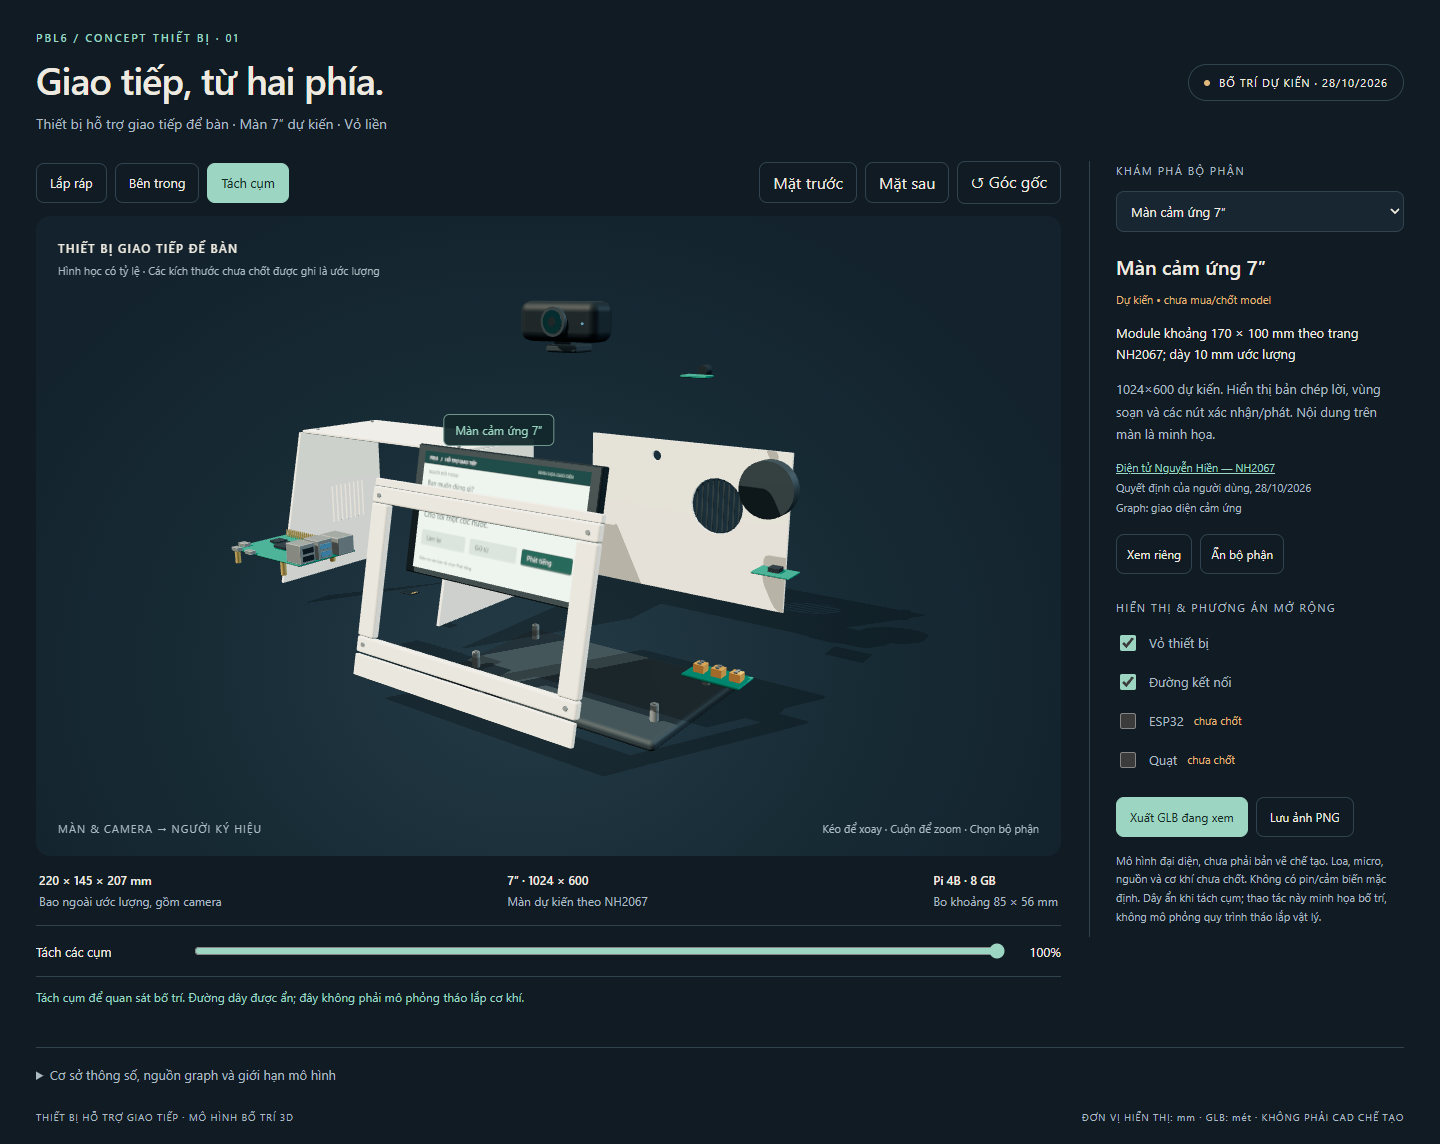 PBL6 / CONCEPT THIẾT BỊ · 01
Giao tiếp, từ hai phía.
Thiết bị hỗ trợ giao tiếp để bàn · Màn 7″ dự kiến · Vỏ liền
BỐ TRÍ DỰ KIẾN · 28/10/2026
Lắp ráp
Bên trong
Tách cụm
Mặt trước
Mặt sau
↺ Góc gốc
THIẾT BỊ GIAO TIẾP ĐỂ BÀN
Hình học có tỷ lệ · Các kích thước chưa chốt được ghi là ước lượng
Màn cảm ứng 7″
Bạn muốn dùng gì?
Phát tiếng
MÀN & CAMERA → NGƯỜI KÝ HIỆU
Kéo để xoay · Cuộn để zoom · Chọn bộ phận
220 × 145 × 207 mm
Bao ngoài ước lượng, gồm camera
7″ · 1024 × 600
Màn dự kiến theo NH2067
Pi 4B · 8 GB
Bo khoảng 85 × 56 mm
Tách các cụm
100%
Tách cụm để quan sát bố trí. Đường dây được ẩn; đây không phải mô phỏng tháo lắp cơ khí.
KHÁM PHÁ BỘ PHẬN
Màn cảm ứng 7″
Màn cảm ứng 7″
Dự kiến • chưa mua/chốt model
Module khoảng 170 × 100 mm theo trang
NH2067; dày 10 mm ước lượng
1024×600 dự kiến. Hiển thị bản chép lời, vùng
soạn và các nút xác nhận/phát. Nội dung trên
màn là minh họa.
Điện tử Nguyễn Hiền — NH2067
Quyết định của người dùng, 28/10/2026
Graph: giao diện cảm ứng
Xem riêng
Ẩn bộ phận
HIỂN THỊ & PHƯƠNG ÁN MỞ RỘNG
Vỏ thiết bị
Đường kết nối
ESP32 chưa chốt
Quạt chưa chốt
Xuất GLB đang xem
Lưu ảnh PNG
Mô hình đại diện, chưa phải bản vẽ chế tạo. Loa, micro,
nguồn và cơ khí chưa chốt. Không có pin/cảm biến mặc
định. Dây ẩn khi tách cụm; thao tác này minh họa bố trí,
không mô phỏng quy trình tháo lắp vật lý.
▶ Cơ sở thông số, nguồn graph và giới hạn mô hình
THIẾT BỊ HỖ TRỢ GIAO TIẾP · MÔ HÌNH BỐ TRÍ 3D
ĐƠN VỊ HIỂN THỊ: mm · GLB: mét · KHÔNG PHẢI CAD CHẾ TẠO